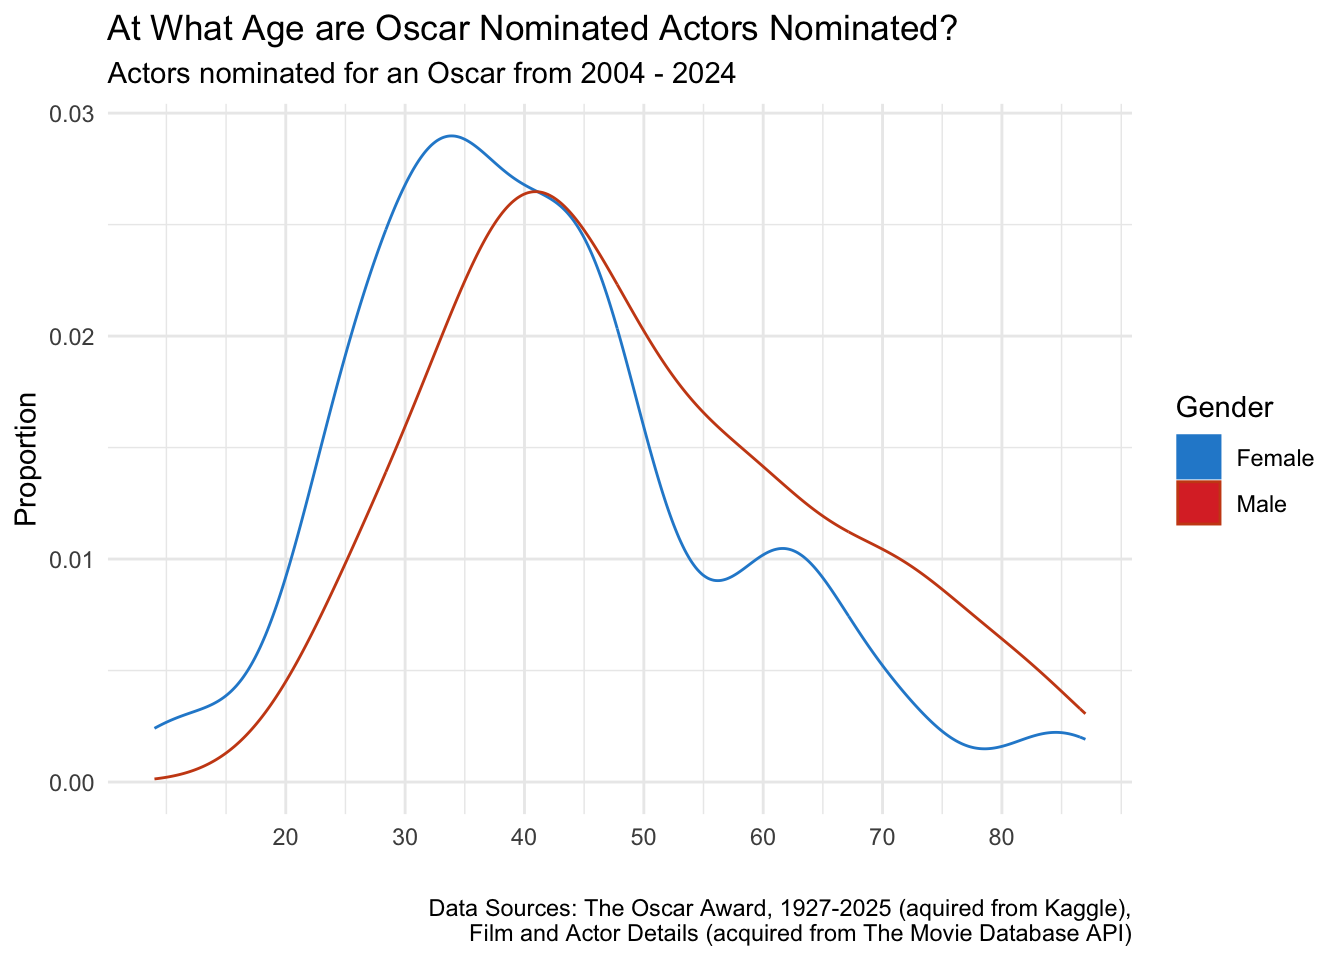 At What Age are Oscar Nominated Actors Nominated?
Actors nominated for an Oscar from 2004 - 2024
0.03
0.02
0.01
0.00
Proportion
20 30 40 50 60 70 80
Gender
Female
Male
Data Sources: The Oscar Award, 1927-2025 (aquired from Kaggle),
Film and Actor Details (acquired from The Movie Database API)